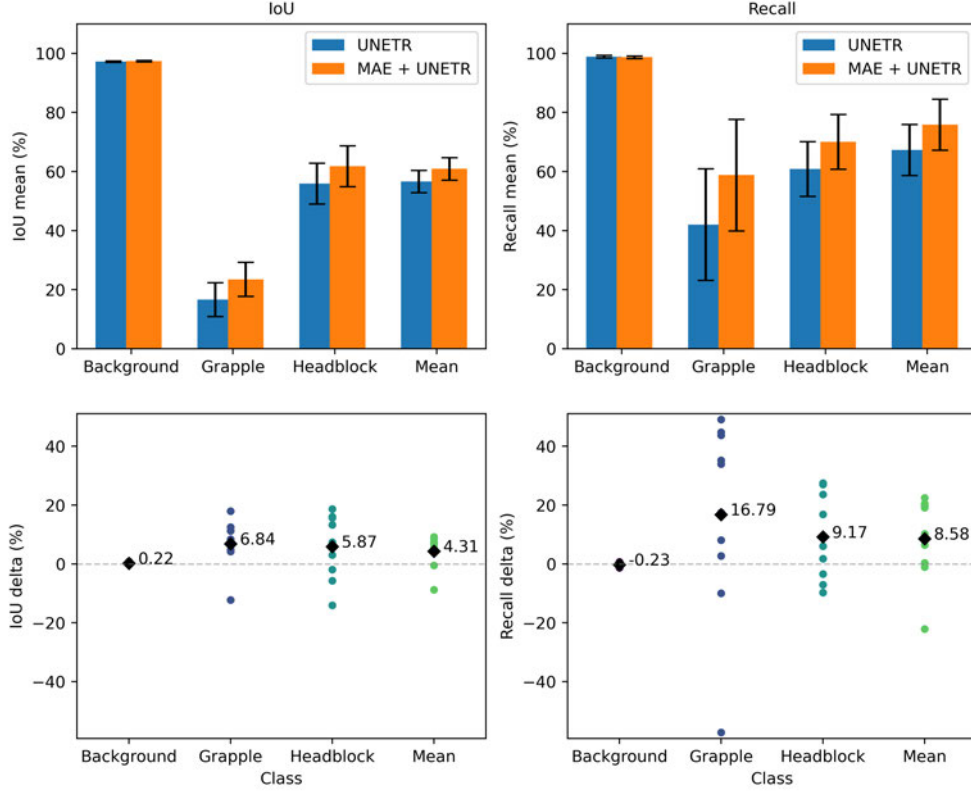 IoU
Recall
100
80
60
40
20
0
IoU mean (%)
UNETR
MAE + UNETR
Background Grapple Headblock Mean
100
80
60
40
20
0
Recall mean (%)
UNETR
MAE + UNETR
Background Grapple Headblock Mean
40
20
0
−20
−40
IoU delta (%)
0.22
6.84
5.87
4.31
Background Grapple Headblock Mean
Class
40
20
0
−20
−40
Recall delta (%)
-0.23
16.79
9.17
8.58
Background Grapple Headblock Mean
Class